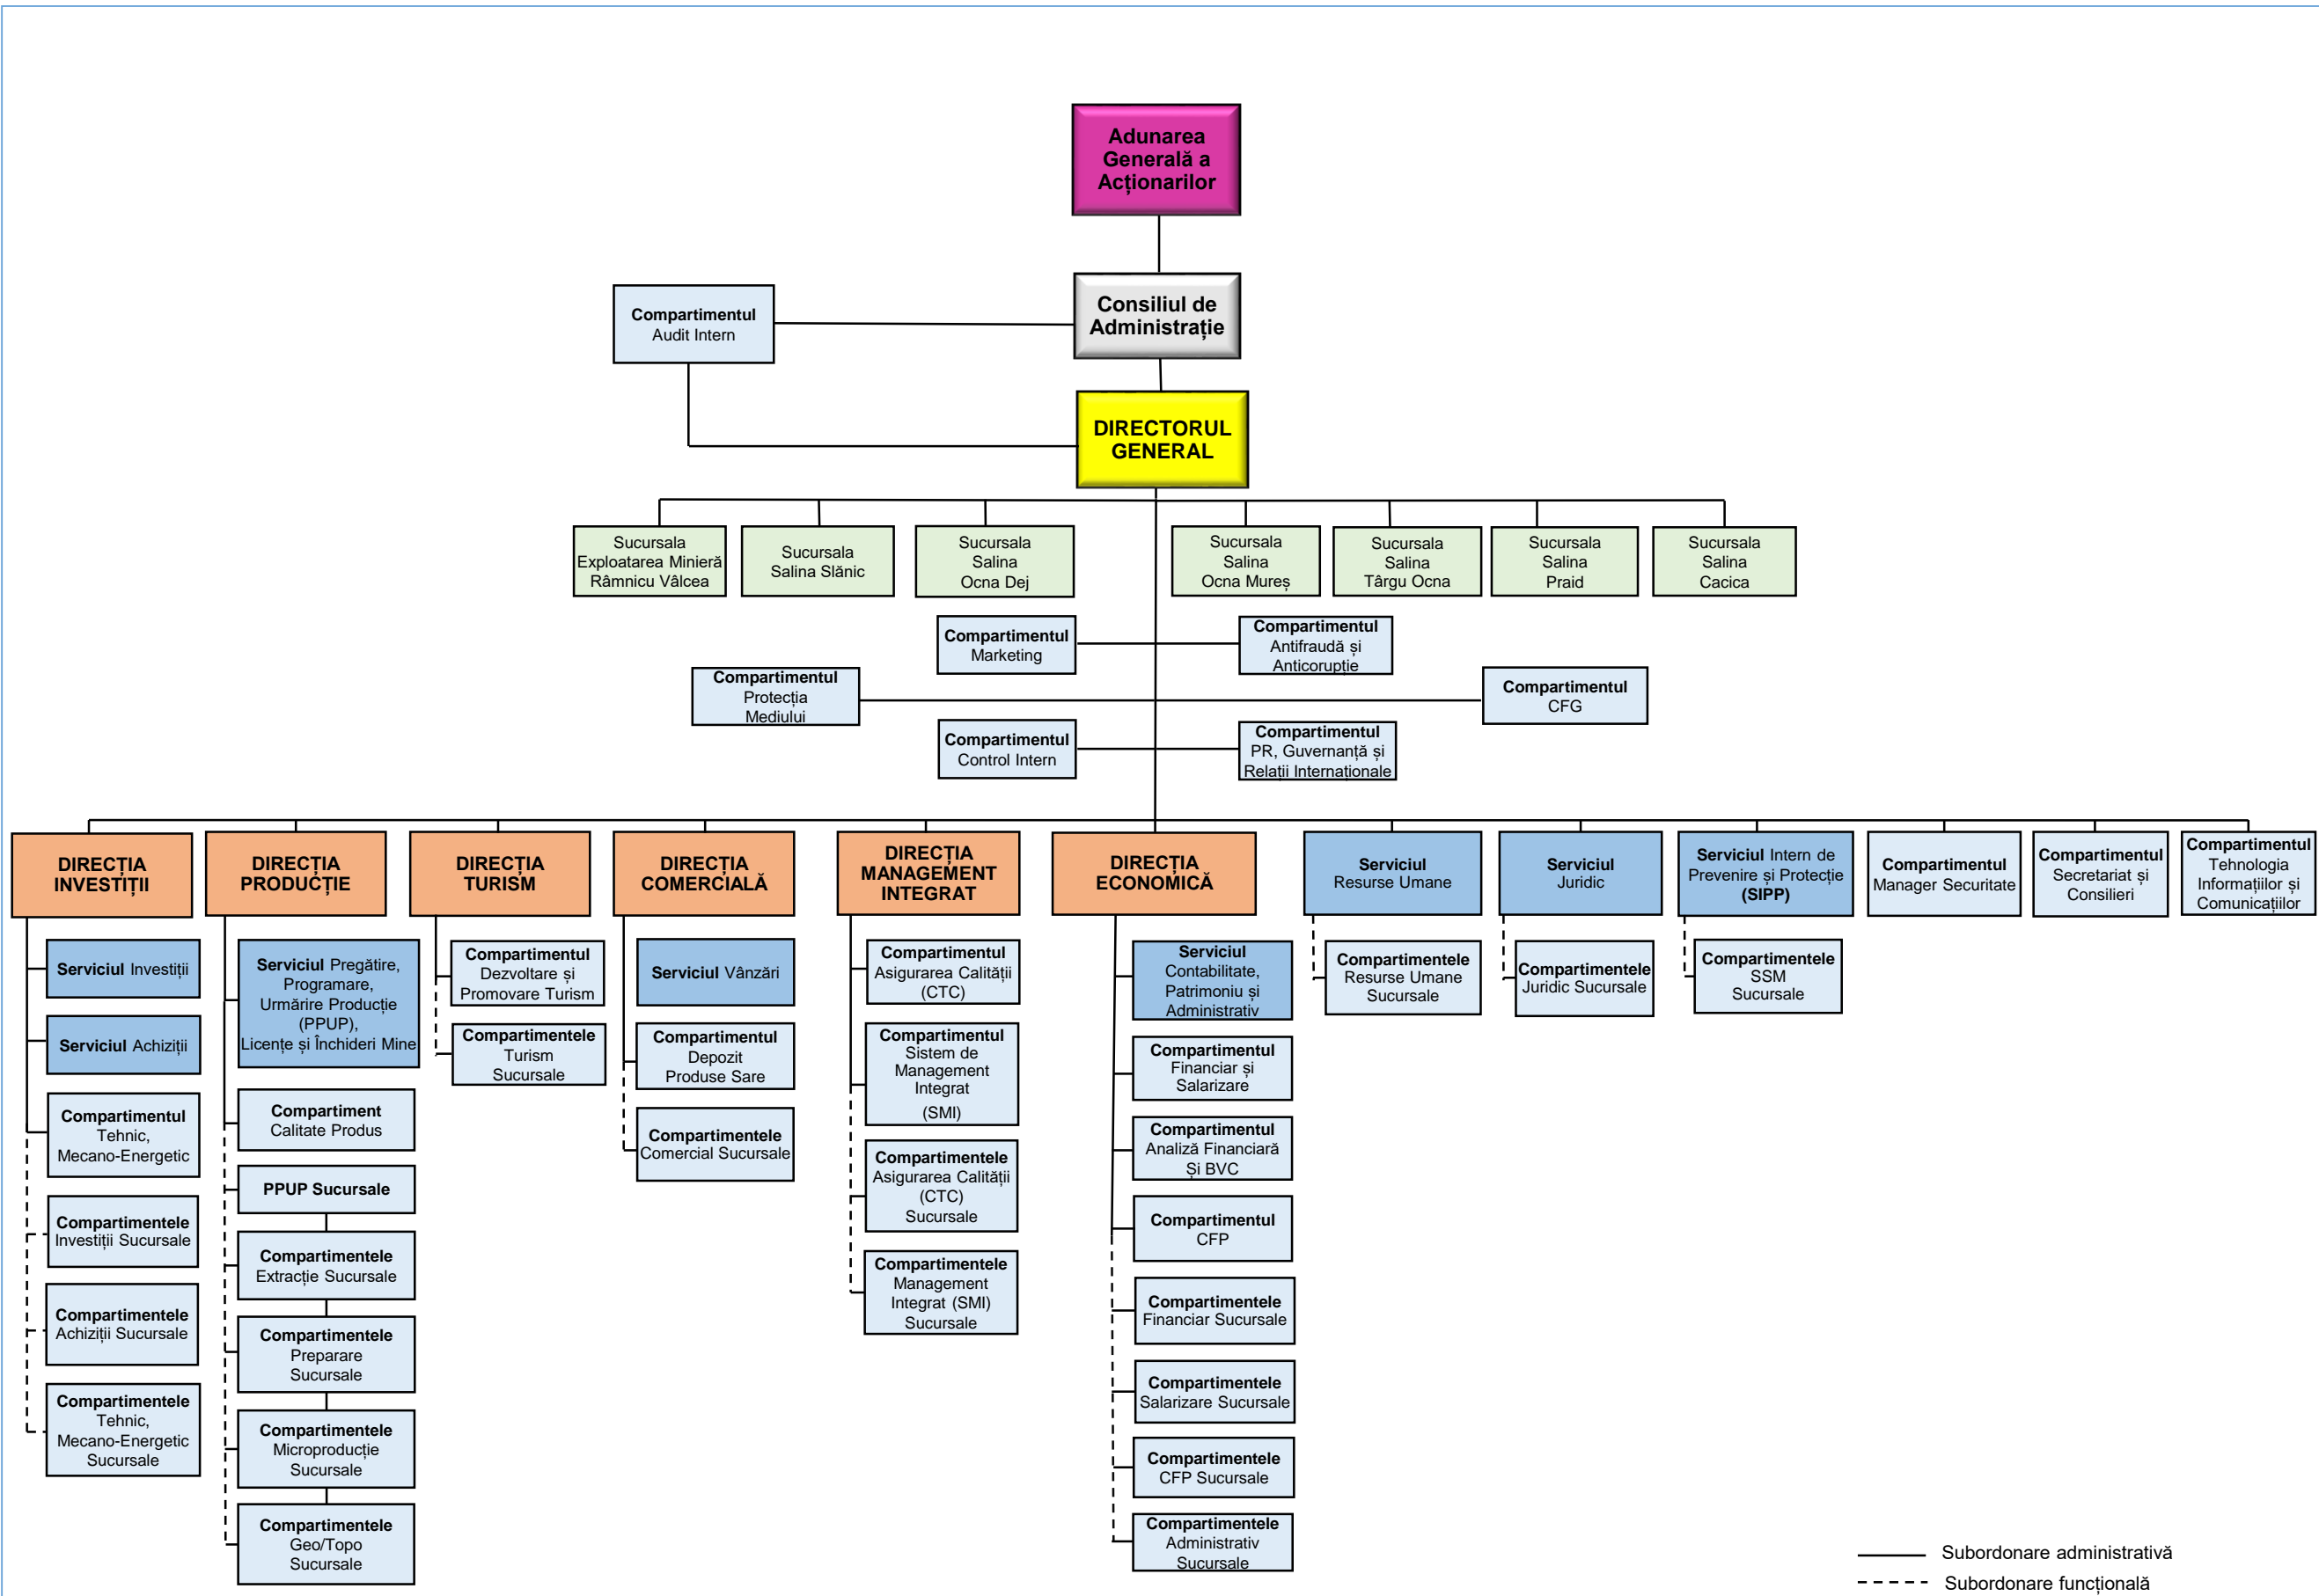 Adunarea
Generală a
Acționarilor
Compartimentul
Audit Intern
Consiliul de
Administrație
DIRECTORUL
GENERAL
Sucursala
Exploatarea Minieră
Râmnicu Vâlcea
Sucursala
Salina Slănic
Sucursala
Salina
Ocna Dej
Sucursala
Salina
Ocna Mureș
Sucursala
Salina
Târgu Ocna
Sucursala
Salina
Praid
Sucursala
Salina
Cacica
Compartimentul
Marketing
Compartimentul
Antifraudă și
Anticorupție
Compartimentul
Protecția
Mediului
Compartimentul
CFG
Compartimentul
Control Intern
Compartimentul
PR, Guvernanță și
Relații Internaționale
DIRECȚIA
INVESTIȚII
DIRECȚIA
PRODUCȚIE
DIRECȚIA
TURISM
DIRECȚIA
COMERCIALĂ
DIRECȚIA
MANAGEMENT
INTEGRAT
DIRECȚIA
ECONOMICĂ
Serviciul
Resurse Umane
Serviciul
Juridic
Serviciul Intern de
Prevenire și Protecție
(SIPP)
Compartimentul
Manager Securitate
Compartimentul
Secretariat și
Consilieri
Compartimentul
Tehnologia
Informațiilor și
Comunicațiilor
Serviciul Investiții
Serviciul Achiziții
Compartimentul
Tehnic,
Mecano-Energetic
Compartimentele
Investiții Sucursale
Compartimentele
Achiziții Sucursale
Compartimentele
Tehnic,
Mecano-Energetic
Sucursale
Serviciul Pregătire,
Programare,
Urmărire Producție
(PPUP),
Licențe și Închideri Mine
Compartiment
Calitate Produs
PPUP Sucursale
Compartimentele
Extracție Sucursale
Compartimentele
Preparare
Sucursale
Compartimentele
Microproducție
Sucursale
Compartimentele
Geo/Topo
Sucursale
Compartimentul
Dezvoltare și
Promovare Turism
Compartimentele
Turism
Sucursale
Serviciul Vânzări
Compartimentul
Depozit
Produse Sare
Compartimentele
Comercial Sucursale
Compartimentul
Asigurarea Calității
(CTC)
Compartimentul
Sistem de
Management
Integrat
(SMI)
Compartimentele
Asigurarea Calității
(CTC)
Sucursale
Compartimentele
Management
Integrat (SMI)
Sucursale
Serviciul
Contabilitate,
Patrimoniu și
Administrativ
Compartimentul
Financiar și
Salarizare
Compartimentul
Analiză Financiară
Și BVC
Compartimentul
CFP
Compartimentele
Financiar Sucursale
Compartimentele
Salarizare Sucursale
Compartimentele
CFP Sucursale
Compartimentele
Administrativ
Sucursale
Compartimentele
Resurse Umane
Sucursale
Compartimentele
Juridic Sucursale
Compartimentele
SSM
Sucursale
Subordonare administrativă
Subordonare funcțională